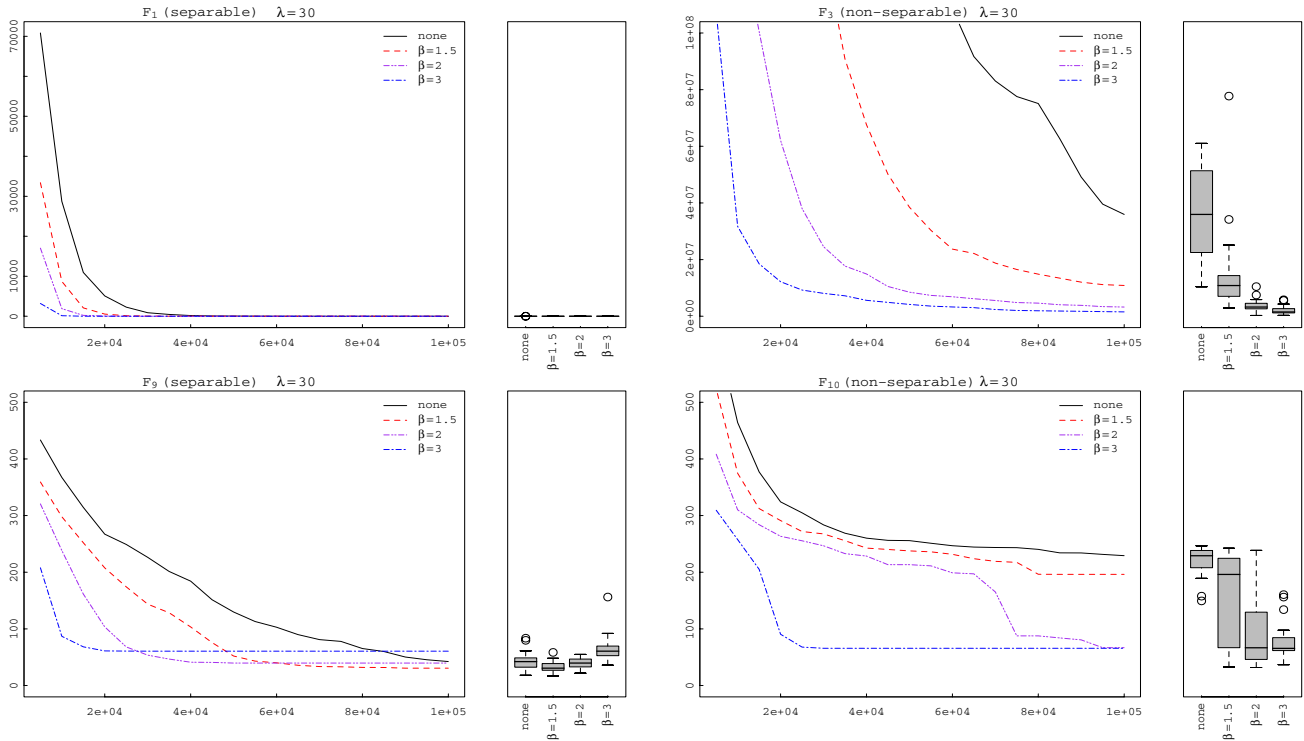 F₁ (separable) λ=30
none
β=1.5
β=2
β=3
0
10000
30000
50000
70000
2e+04
4e+04
6e+04
8e+04
1e+05
none
β=1.5
β=2
β=3
F₃ (non-separable) λ=30
none
β=1.5
β=2
β=3
0e+00
2e+07
4e+07
6e+07
8e+07
1e+08
2e+04
4e+04
6e+04
8e+04
1e+05
none
β=1.5
β=2
β=3
F₉ (separable) λ=30
none
β=1.5
β=2
β=3
0
100
200
300
400
500
2e+04
4e+04
6e+04
8e+04
1e+05
none
β=1.5
β=2
β=3
F₁₀ (non-separable) λ=30
none
β=1.5
β=2
β=3
0
100
200
300
400
500
2e+04
4e+04
6e+04
8e+04
1e+05
none
β=1.5
β=2
β=3